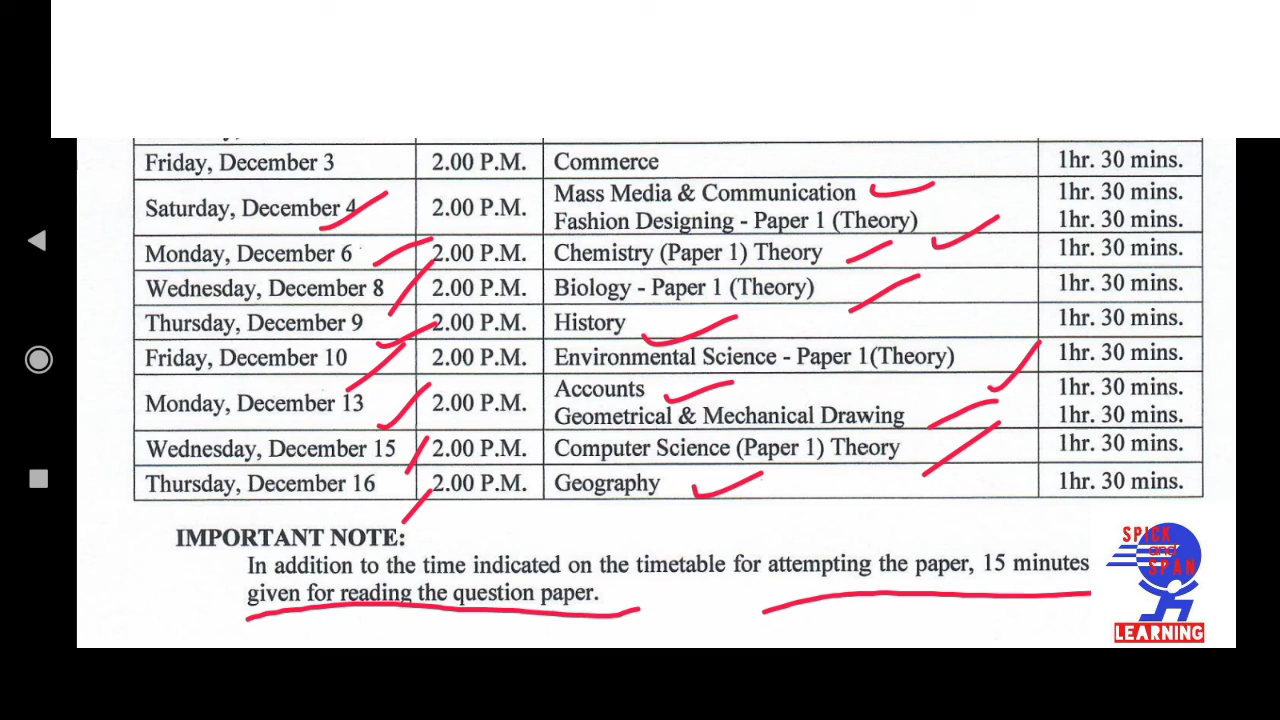 Friday, December 3 2.00 P.M. Commerce 1hr. 30 mins.
Saturday, December 4 2.00 P.M. Mass Media & Communication 1hr. 30 mins.
Fashion Designing - Paper 1 (Theory) 1hr. 30 mins.
Monday, December 6 2.00 P.M. Chemistry (Paper 1) Theory 1hr. 30 mins.
Wednesday, December 8 2.00 P.M. Biology - Paper 1 (Theory) 1hr. 30 mins.
Thursday, December 9 2.00 P.M. History 1hr. 30 mins.
Friday, December 10 2.00 P.M. Environmental Science - Paper 1(Theory) 1hr. 30 mins.
Monday, December 13 2.00 P.M. Accounts 1hr. 30 mins.
Geometrical & Mechanical Drawing 1hr. 30 mins.
Wednesday, December 15 2.00 P.M. Computer Science (Paper 1) Theory 1hr. 30 mins.
Thursday, December 16 2.00 P.M. Geography 1hr. 30 mins.
IMPORTANT NOTE:
In addition to the time indicated on the timetable for attempting the paper, 15 minutes
given for reading the question paper.
SPICK
and
SPAN
LEARNING